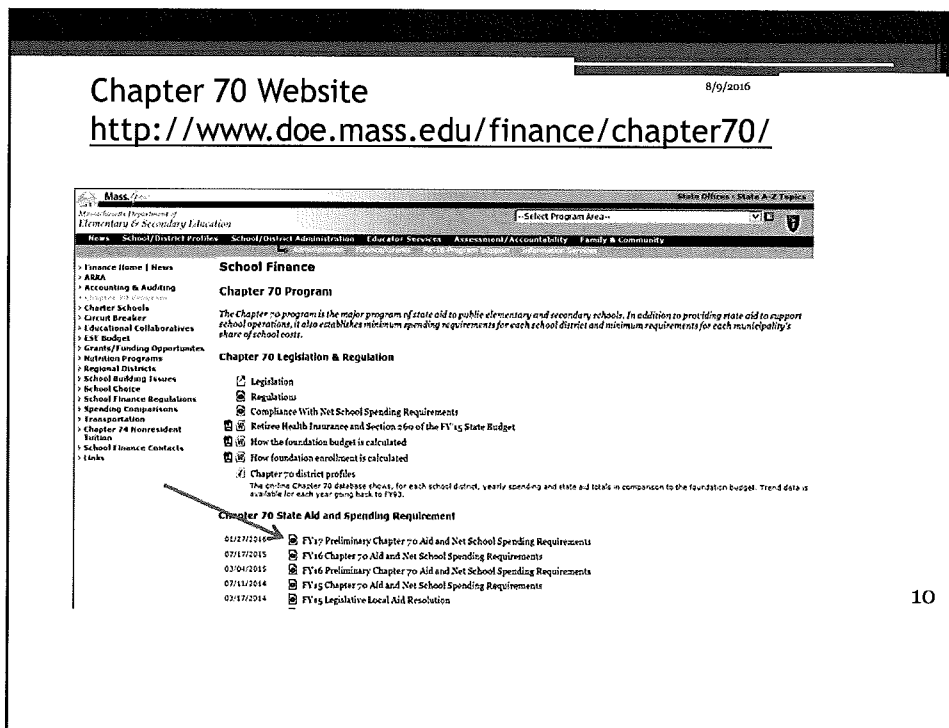 8/9/2016
Chapter 70 Website
http://www.doe.mass.edu/finance/chapter70/
Mass.
State Offices - State A-Z Topics
Massachusetts Department of
Elementary & Secondary Education
--Select Program Area--
News School/District Profiles School/District Administration Educator Services Assessment/Accountability Family & Community
> Finance Home | News
> ARRA
> Accounting & Auditing
> Chapter 70 Program
> Charter Schools
> Circuit Breaker
> Educational Collaboratives
> ESE Budget
> Grants/Funding Opportunites
> Nutrition Programs
> Regional Districts
> School Building Issues
> School Choice
> School Finance Regulations
> Spending Comparisons
> Transportation
> Chapter 74 Nonresident
Tuition
> School Finance Contacts
> Links
School Finance
Chapter 70 Program
The Chapter 70 program is the major program of state aid to public elementary and secondary schools. In addition to providing state aid to support
school operations, it also establishes minimum spending requirements for each school district and minimum requirements for each municipality's
share of school costs.
Chapter 70 Legislation & Regulation
Legislation
Regulations
Compliance With Net School Spending Requirements
Retiree Health Insurance and Section 260 of the FY15 State Budget
How the foundation budget is calculated
How foundation enrollment is calculated
Chapter 70 district profiles
The on-line Chapter 70 database shows, for each school district, yearly spending and state aid totals in comparison to the foundation budget. Trend data is
available for each year going back to FY93.
Chapter 70 State Aid and Spending Requirement
01/27/2016 FY17 Preliminary Chapter 70 Aid and Net School Spending Requirements
07/17/2015 FY16 Chapter 70 Aid and Net School Spending Requirements
03/04/2015 FY16 Preliminary Chapter 70 Aid and Net School Spending Requirements
07/11/2014 FY15 Chapter 70 Aid and Net School Spending Requirements
03/17/2014 FY15 Legislative Local Aid Resolution
10